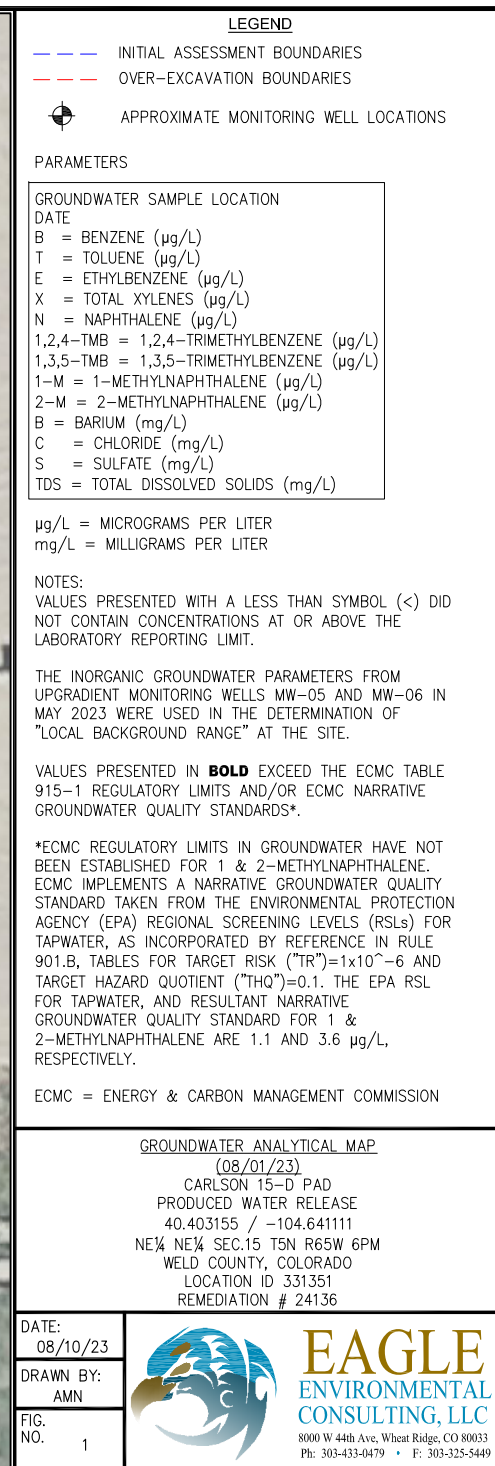 LEGEND
INITIAL ASSESSMENT BOUNDARIES
OVER-EXCAVATION BOUNDARIES
APPROXIMATE MONITORING WELL LOCATIONS
PARAMETERS
GROUNDWATER SAMPLE LOCATION
DATE
B = BENZENE (µg/L)
T = TOLUENE (µg/L)
E = ETHYLBENZENE (µg/L)
X = TOTAL XYLENES (µg/L)
N = NAPHTHALENE (µg/L)
1,2,4-TMB = 1,2,4-TRIMETHYLBENZENE (µg/L)
1,3,5-TMB = 1,3,5-TRIMETHYLBENZENE (µg/L)
1-M = 1-METHYLNAPHTHALENE (µg/L)
2-M = 2-METHYLNAPHTHALENE (µg/L)
B = BARIUM (mg/L)
C = CHLORIDE (mg/L)
S = SULFATE (mg/L)
TDS = TOTAL DISSOLVED SOLIDS (mg/L)
µg/L = MICROGRAMS PER LITER
mg/L = MILLIGRAMS PER LITER
NOTES:
VALUES PRESENTED WITH A LESS THAN SYMBOL (<) DID
NOT CONTAIN CONCENTRATIONS AT OR ABOVE THE
LABORATORY REPORTING LIMIT.
THE INORGANIC GROUNDWATER PARAMETERS FROM
UPGRADIENT MONITORING WELLS MW-05 AND MW-06 IN
MAY 2023 WERE USED IN THE DETERMINATION OF
"LOCAL BACKGROUND RANGE" AT THE SITE.
VALUES PRESENTED IN BOLD EXCEED THE ECMC TABLE
915-1 REGULATORY LIMITS AND/OR ECMC NARRATIVE
GROUNDWATER QUALITY STANDARDS*.
*ECMC REGULATORY LIMITS IN GROUNDWATER HAVE NOT
BEEN ESTABLISHED FOR 1 & 2-METHYLNAPHTHALENE.
ECMC IMPLEMENTS A NARRATIVE GROUNDWATER QUALITY
STANDARD TAKEN FROM THE ENVIRONMENTAL PROTECTION
AGENCY (EPA) REGIONAL SCREENING LEVELS (RSLs) FOR
TAPWATER, AS INCORPORATED BY REFERENCE IN RULE
901.B, TABLES FOR TARGET RISK ("TR")=1x10^-6 AND
TARGET HAZARD QUOTIENT ("THQ")=0.1. THE EPA RSL
FOR TAPWATER, AND RESULTANT NARRATIVE
GROUNDWATER QUALITY STANDARD FOR 1 &
2-METHYLNAPHTHALENE ARE 1.1 AND 3.6 µg/L,
RESPECTIVELY.
ECMC = ENERGY & CARBON MANAGEMENT COMMISSION
GROUNDWATER ANALYTICAL MAP
(08/01/23)
CARLSON 15-D PAD
PRODUCED WATER RELEASE
40.403155 / -104.641111
NE¼ NE¼ SEC.15 T5N R65W 6PM
WELD COUNTY, COLORADO
LOCATION ID 331351
REMEDIATION # 24136
DATE:
08/10/23
DRAWN BY:
AMN
FIG.
NO. 1
EAGLE
ENVIRONMENTAL
CONSULTING, LLC
8000 W 44th Ave, Wheat Ridge, CO 80033
Ph: 303-433-0479 • F: 303-325-5449